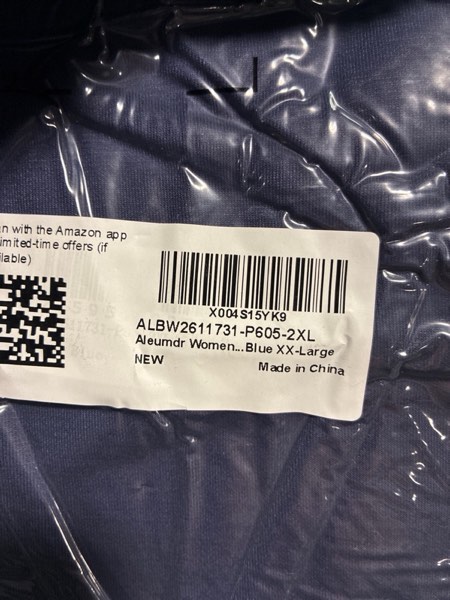 n with the Amazon app
imited-time offers (if
ilable)
X004S15YK9
ALBW2611731-P605-2XL
Aleumdr Women...Blue XX-Large
NEW
Made in China